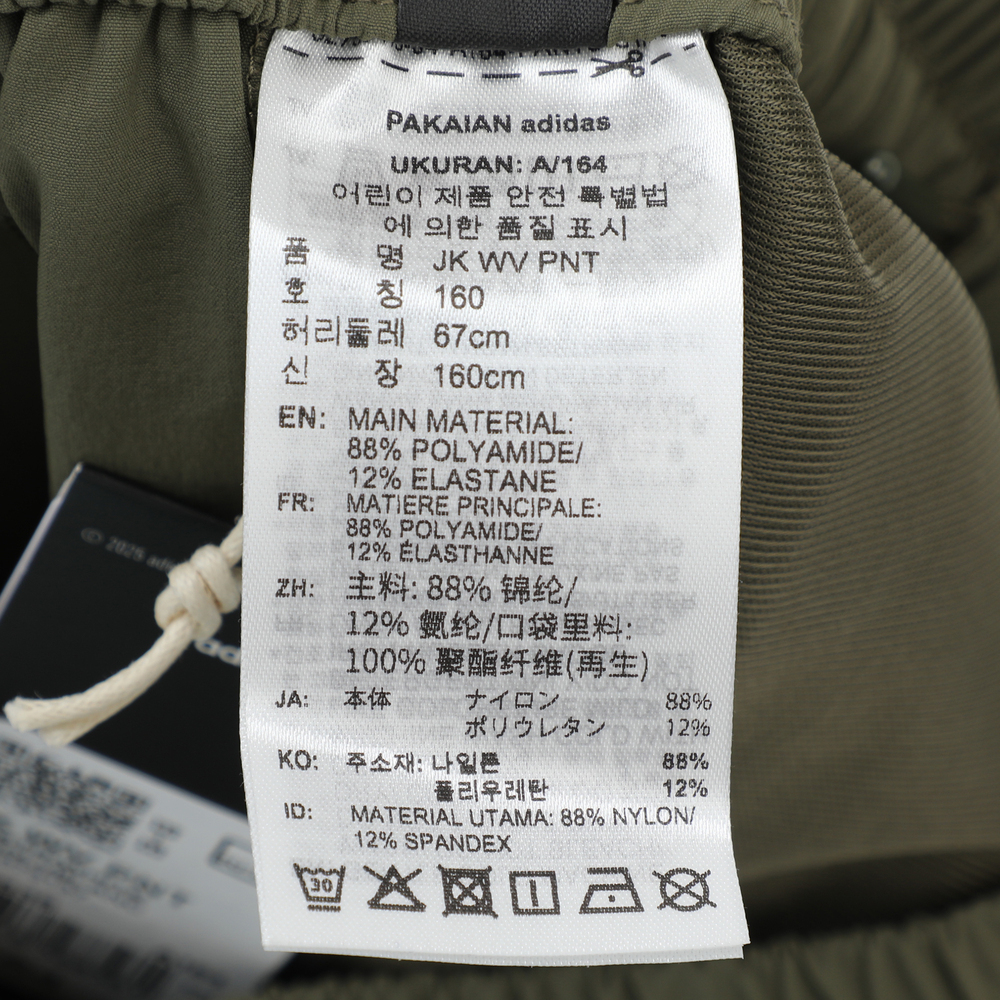 PAKAIAN adidas
UKURAN: A/164
어린이 제품 안전 특별법
에 의한 품질 표시
품 명 JK WV PNT
호 칭 160
허리둘레 67cm
신 장 160cm
EN: MAIN MATERIAL:
88% POLYAMIDE/
12% ELASTANE
FR: MATIERE PRINCIPALE:
88% POLYAMIDE/
12% ÉLASTHANNE
ZH: 主料: 88% 锦纶/
12% 氨纶/口袋里料:
100% 聚酯纤维(再生)
JA: 本体 ナイロン 88%
ポリウレタン 12%
KO: 주소재: 나일론 88%
폴리우레탄 12%
ID: MATERIAL UTAMA: 88% NYLON/
12% SPANDEX
30
© 2025